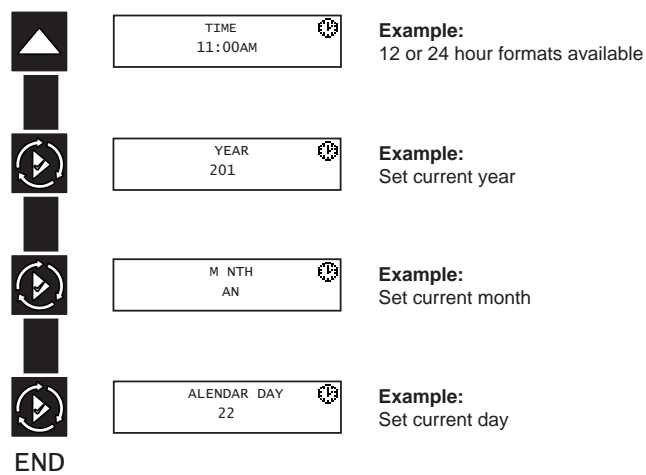 TIME
11:00AM
Example:
12 or 24 hour formats available
YEAR
201
Example:
Set current year
M NTH
AN
Example:
Set current month
ALENDAR DAY
22
Example:
Set current day
END